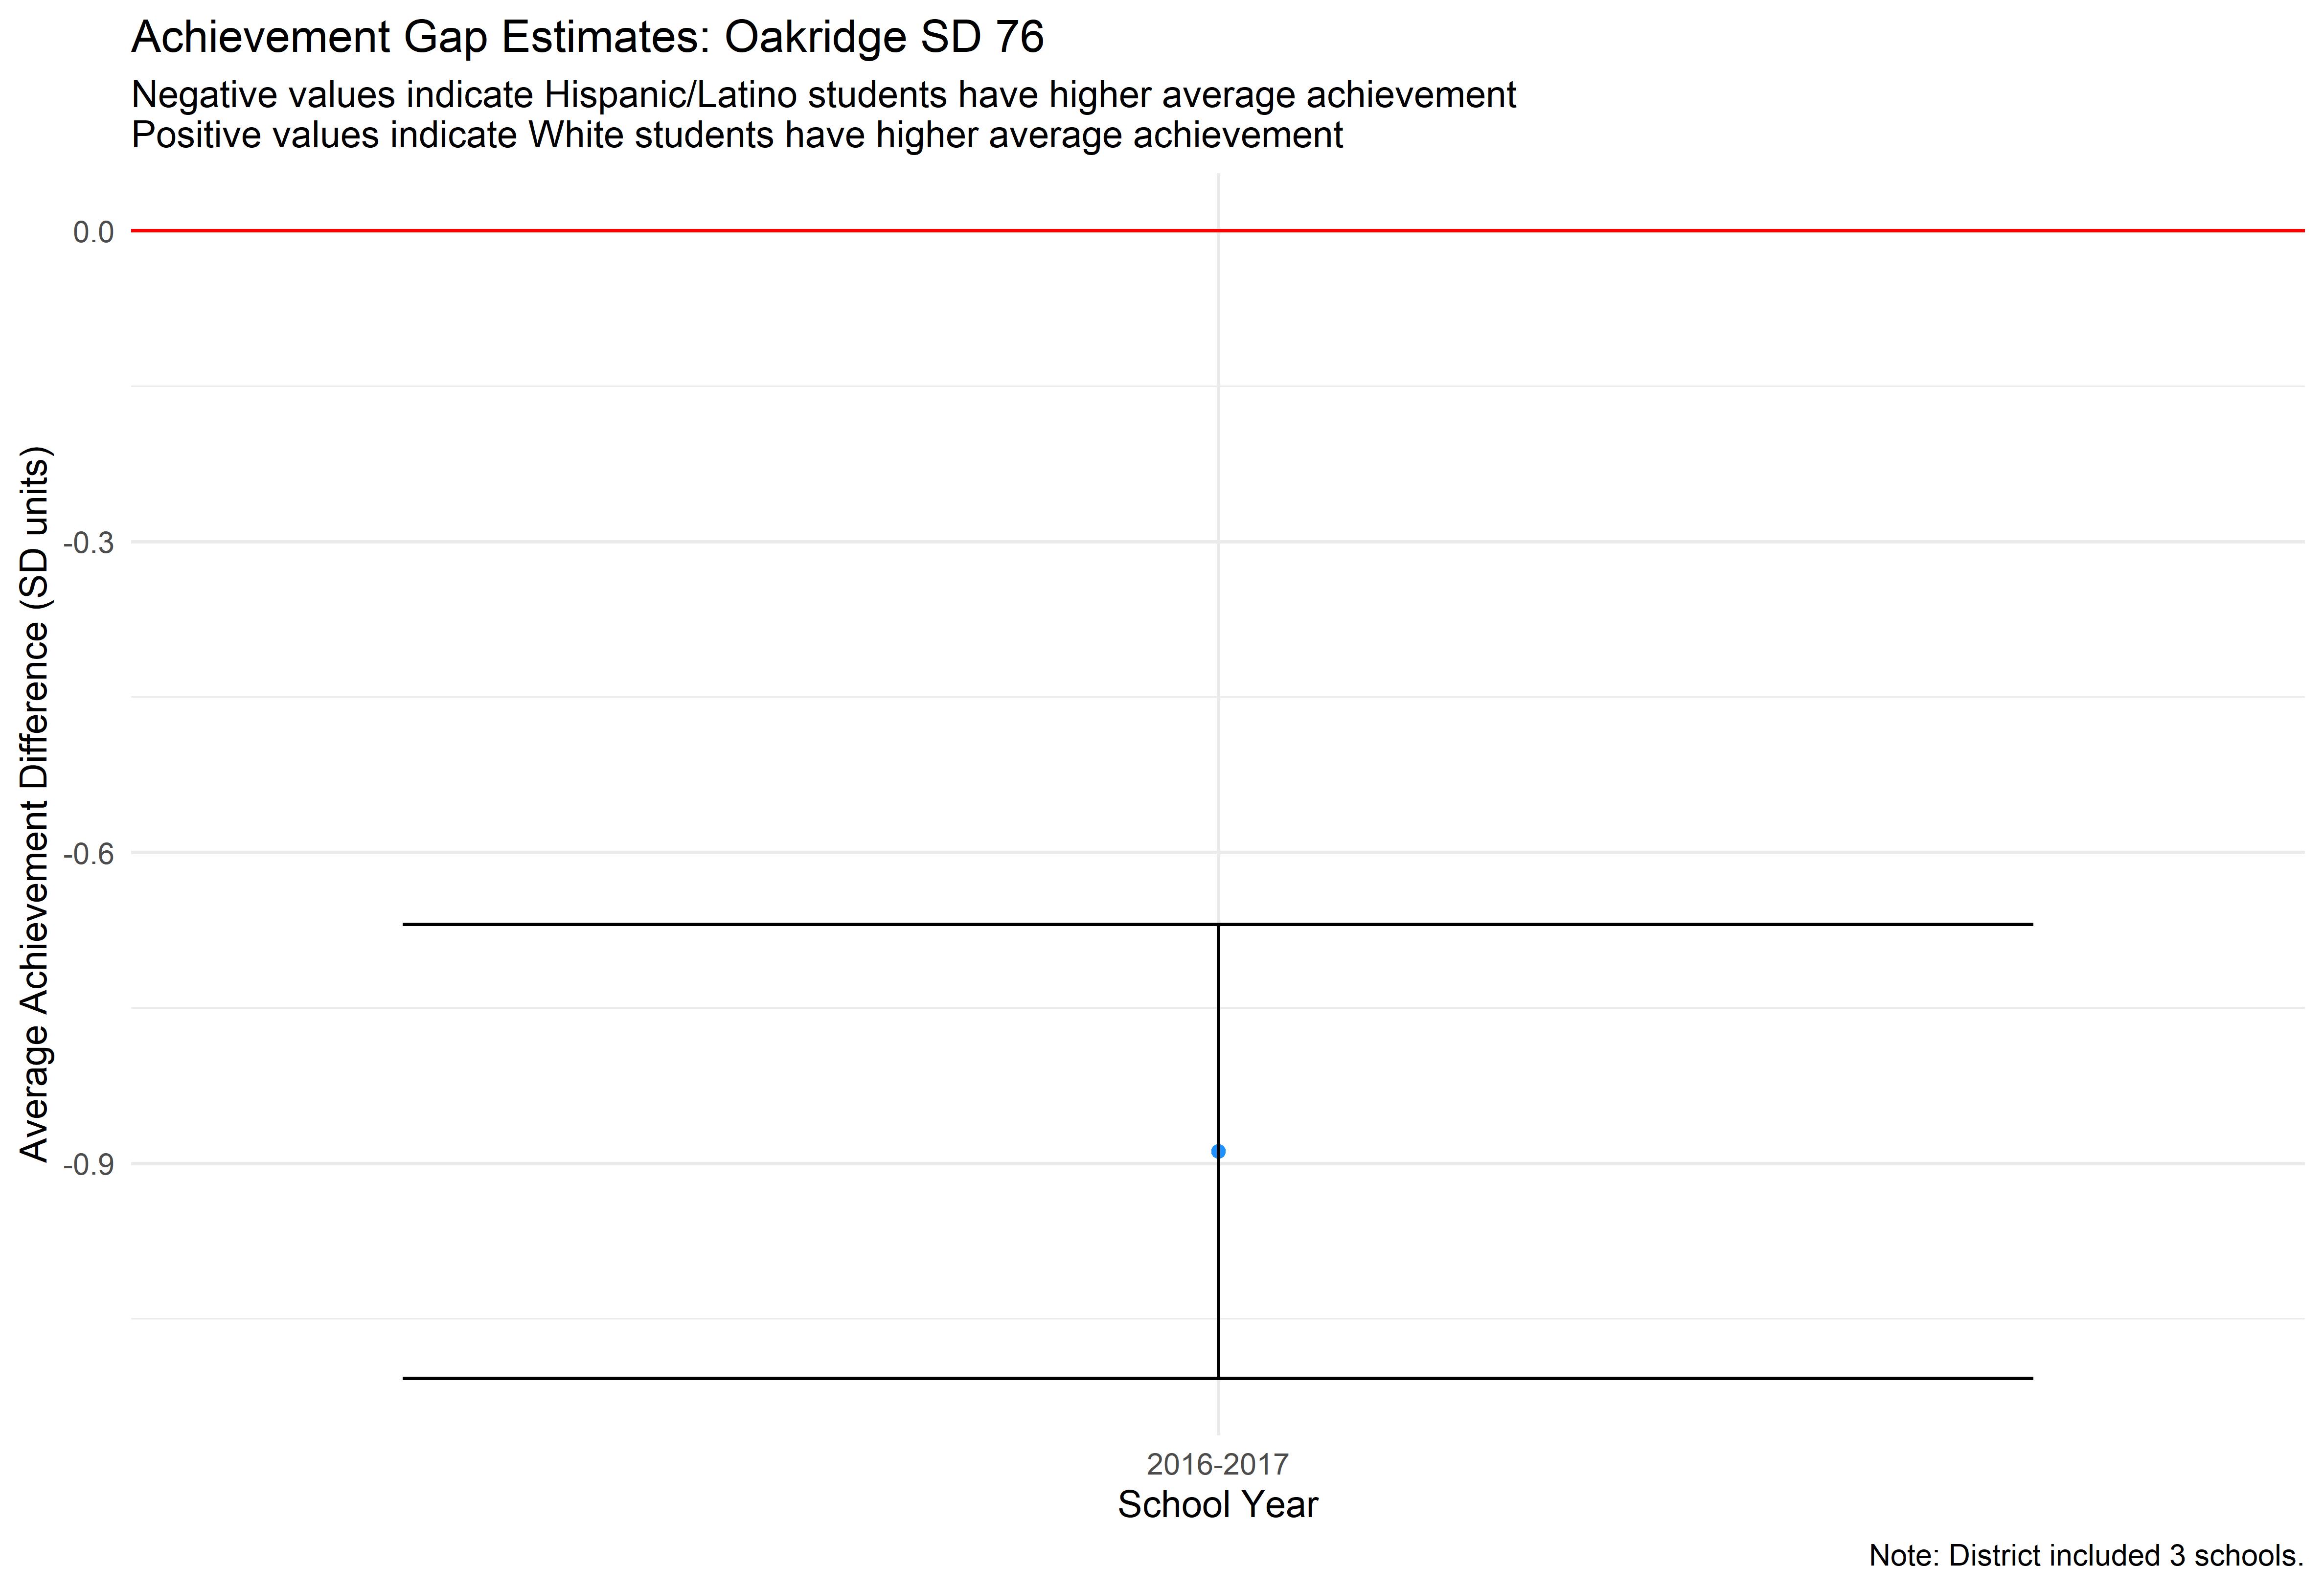 Achievement Gap Estimates: Oakridge SD 76
Negative values indicate Hispanic/Latino students have higher average achievement
Positive values indicate White students have higher average achievement
Average Achievement Difference (SD units)
0.0
-0.3
-0.6
-0.9
2016-2017
School Year
Note: District included 3 schools.